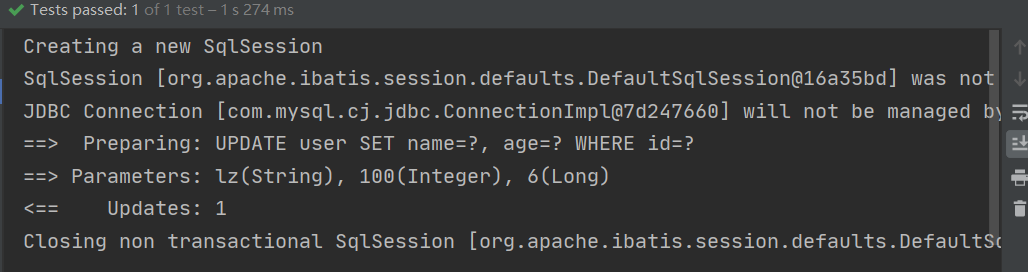 Tests passed: 1 of 1 test – 1 s 274 ms
Creating a new SqlSession
SqlSession [org.apache.ibatis.session.defaults.DefaultSqlSession@16a35bd] was not
JDBC Connection [com.mysql.cj.jdbc.ConnectionImpl@7d247660] will not be managed by
==>  Preparing: UPDATE user SET name=?, age=? WHERE id=?
==> Parameters: lz(String), 100(Integer), 6(Long)
<==    Updates: 1
Closing non transactional SqlSession [org.apache.ibatis.session.defaults.DefaultSq